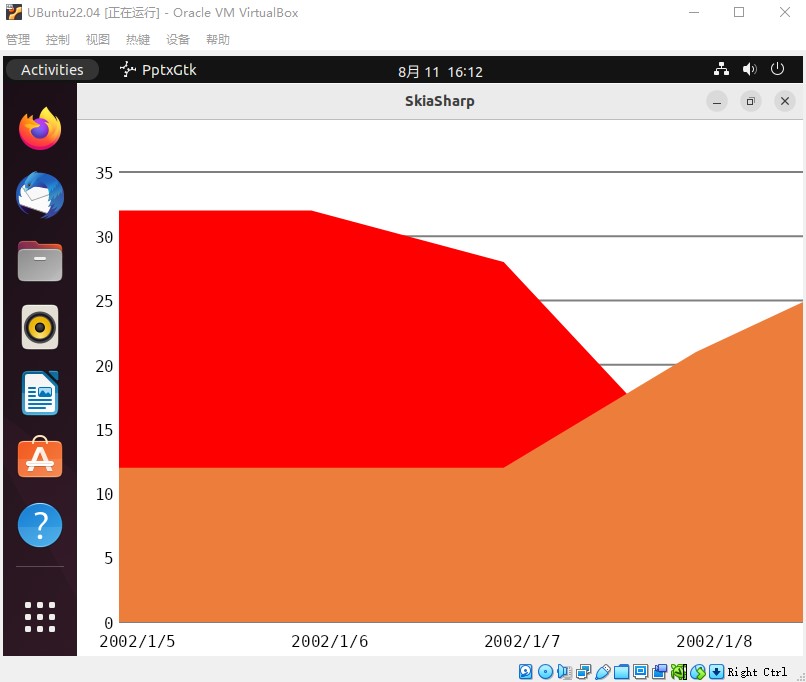 UBuntu22.04 [正在运行] - Oracle VM VirtualBox
管理 控制 视图 热键 设备 帮助
Activities PptxGtk 8月 11 16:12
SkiaSharp
35
30
25
20
15
10
5
0
2002/1/5 2002/1/6 2002/1/7 2002/1/8
Right Ctrl